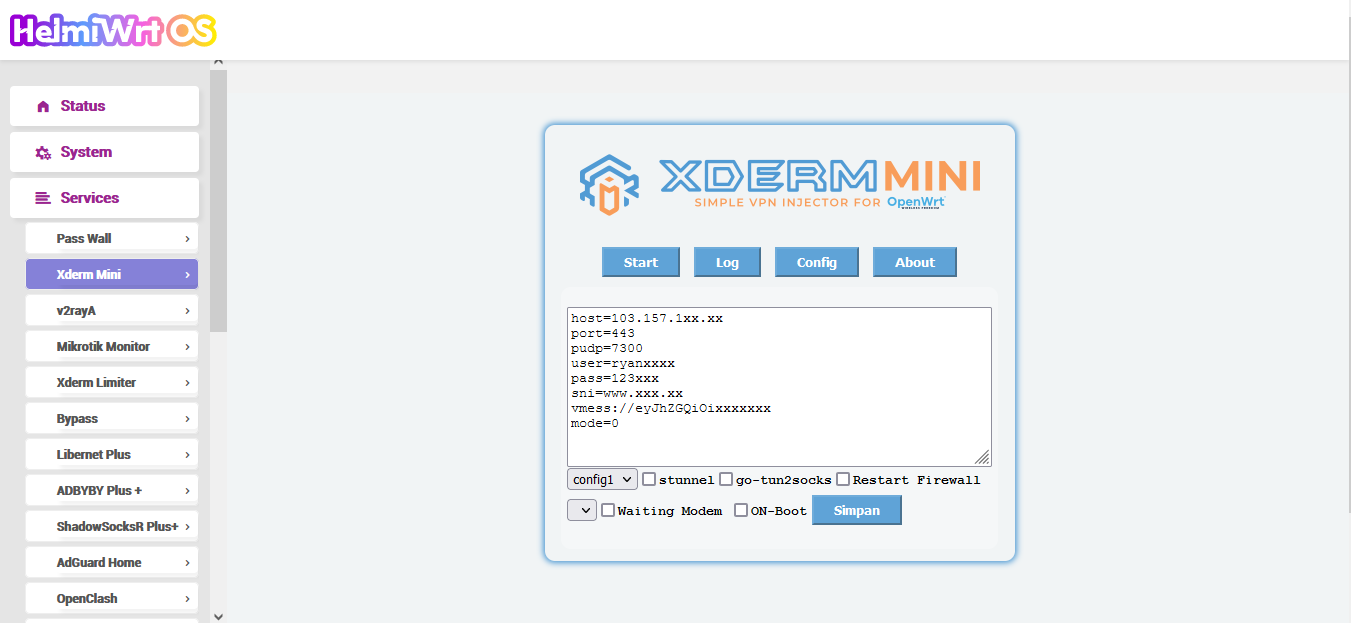 HelmiWrt OS
Status
System
Services
Pass Wall
Xderm Mini
v2rayA
Mikrotik Monitor
Xderm Limiter
Bypass
Libernet Plus
ADBYBY Plus +
ShadowSocksR Plus+
AdGuard Home
OpenClash
XDERM MINI
SIMPLE VPN INJECTOR FOR OpenWrt
Start Log Config About
host=103.157.1xx.xx
port=443
pudp=7300
user=ryanxxxx
pass=123xxx
sni=www.xxx.xx
vmess://eyJhZGQiOixxxxxxx
mode=0
config1 stunnel go-tun2socks Restart Firewall
Waiting Modem ON-Boot Simpan